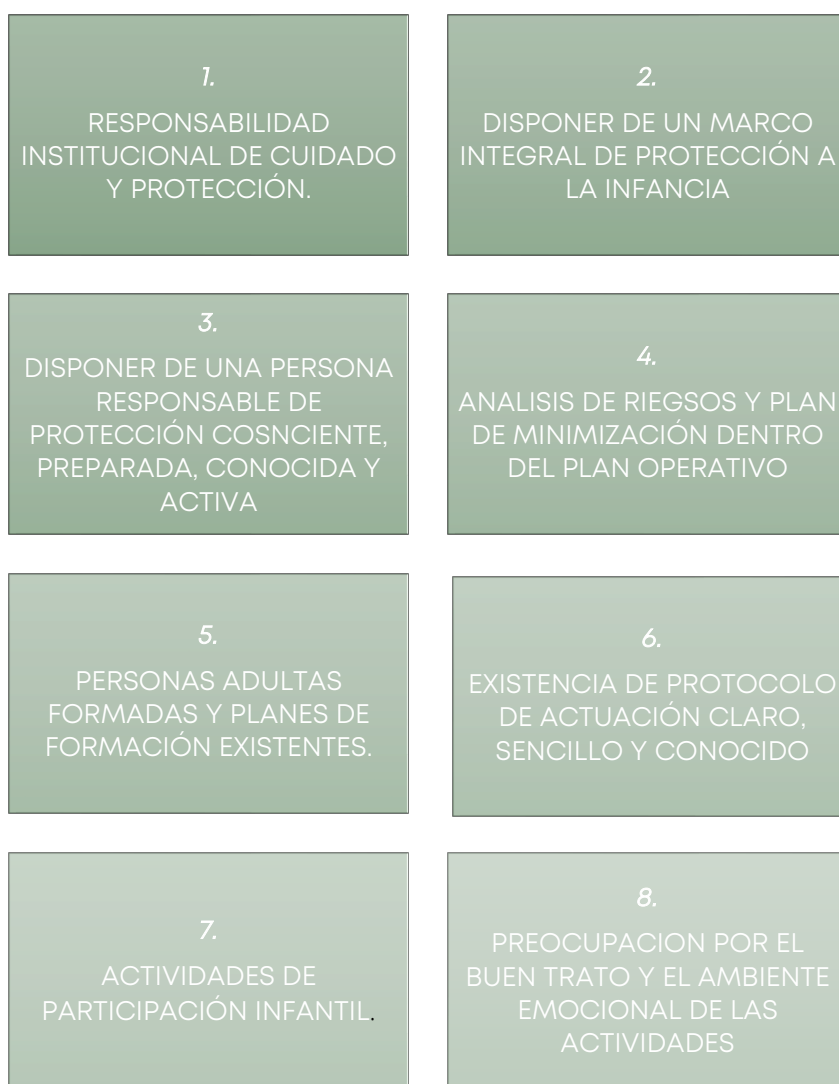 1.
RESPONSABILIDAD
INSTITUCIONAL DE CUIDADO
Y PROTECCIÓN.
2.
DISPONER DE UN MARCO
INTEGRAL DE PROTECCIÓN A
LA INFANCIA
3.
DISPONER DE UNA PERSONA
RESPONSABLE DE
PROTECCIÓN COSNCIENTE,
PREPARADA, CONOCIDA Y
ACTIVA
4.
ANALISIS DE RIEGSOS Y PLAN
DE MINIMIZACIÓN DENTRO
DEL PLAN OPERATIVO
5.
PERSONAS ADULTAS
FORMADAS Y PLANES DE
FORMACIÓN EXISTENTES.
6.
EXISTENCIA DE PROTOCOLO
DE ACTUACIÓN CLARO,
SENCILLO Y CONOCIDO
7.
ACTIVIDADES DE
PARTICIPACIÓN INFANTIL.
8.
PREOCUPACION POR EL
BUEN TRATO Y EL AMBIENTE
EMOCIONAL DE LAS
ACTIVIDADES